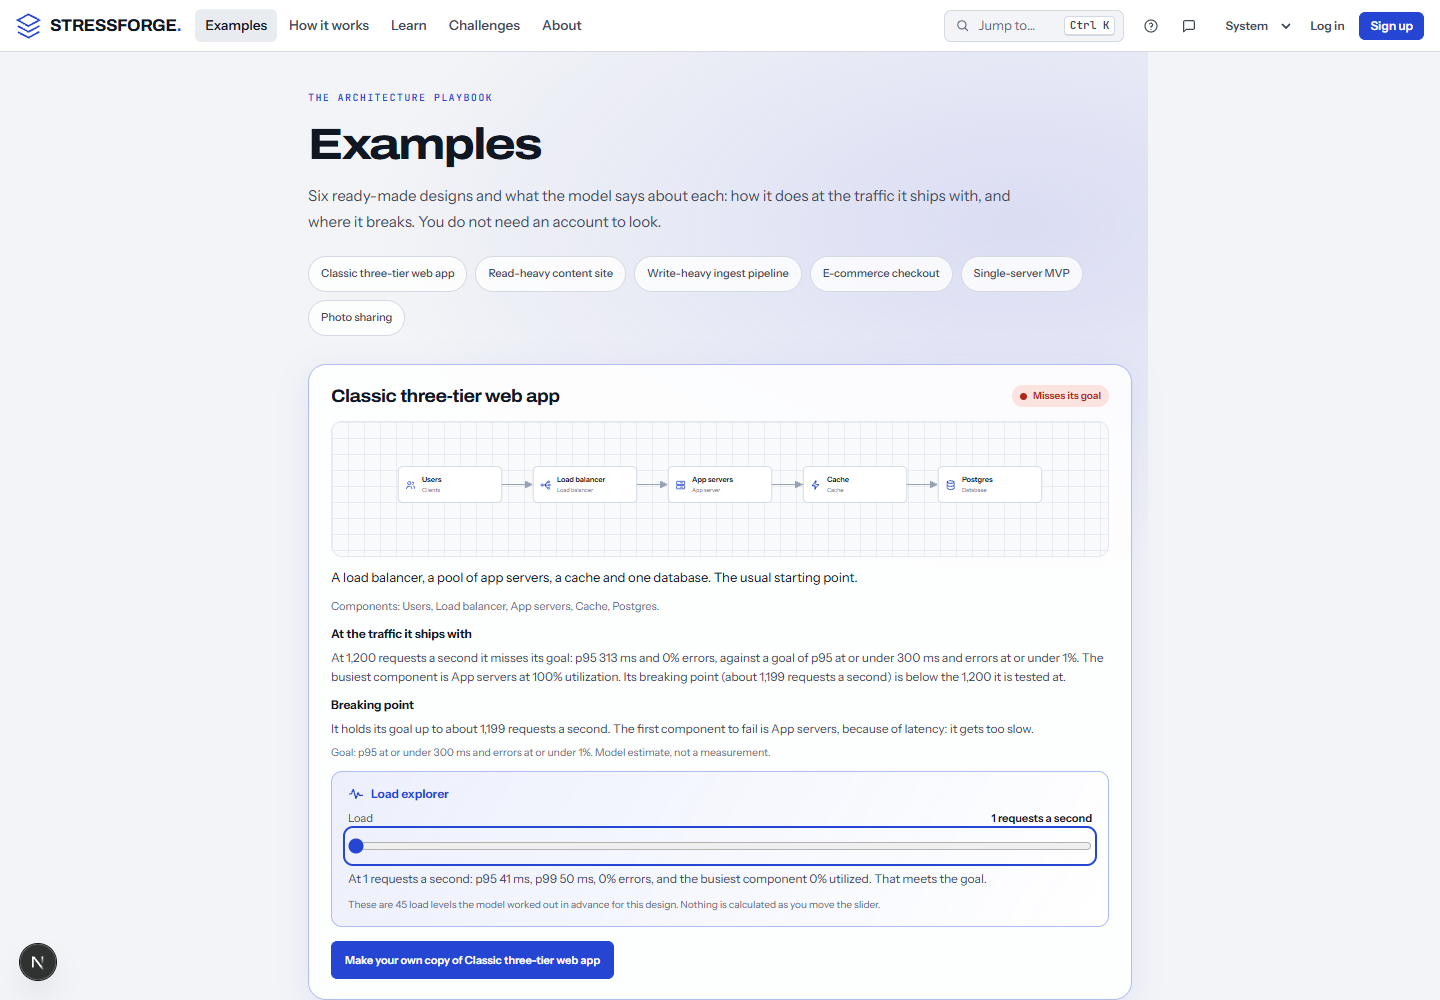 STRESSFORGE.
Examples
How it works
Learn
Challenges
About
Jump to...
Ctrl K
System
Log in
Sign up
THE ARCHITECTURE PLAYBOOK
Examples
Six ready-made designs and what the model says about each: how it does at the traffic it ships with, and
where it breaks. You do not need an account to look.
Classic three-tier web app
Read-heavy content site
Write-heavy ingest pipeline
E-commerce checkout
Single-server MVP
Photo sharing
Classic three-tier web app
Misses its goal
Users
Clients
Load balancer
Load balancer
App servers
App server
Cache
Cache
Postgres
Database
A load balancer, a pool of app servers, a cache and one database. The usual starting point.
Components: Users, Load balancer, App servers, Cache, Postgres.
At the traffic it ships with
At 1,200 requests a second it misses its goal: p95 313 ms and 0% errors, against a goal of p95 at or under 300 ms and errors at or under 1%. The
busiest component is App servers at 100% utilization. Its breaking point (about 1,199 requests a second) is below the 1,200 it is tested at.
Breaking point
It holds its goal up to about 1,199 requests a second. The first component to fail is App servers, because of latency: it gets too slow.
Goal: p95 at or under 300 ms and errors at or under 1%. Model estimate, not a measurement.
Load explorer
Load
1 requests a second
At 1 requests a second: p95 41 ms, p99 50 ms, 0% errors, and the busiest component 0% utilized. That meets the goal.
These are 45 load levels the model worked out in advance for this design. Nothing is calculated as you move the slider.
Make your own copy of Classic three-tier web app
N